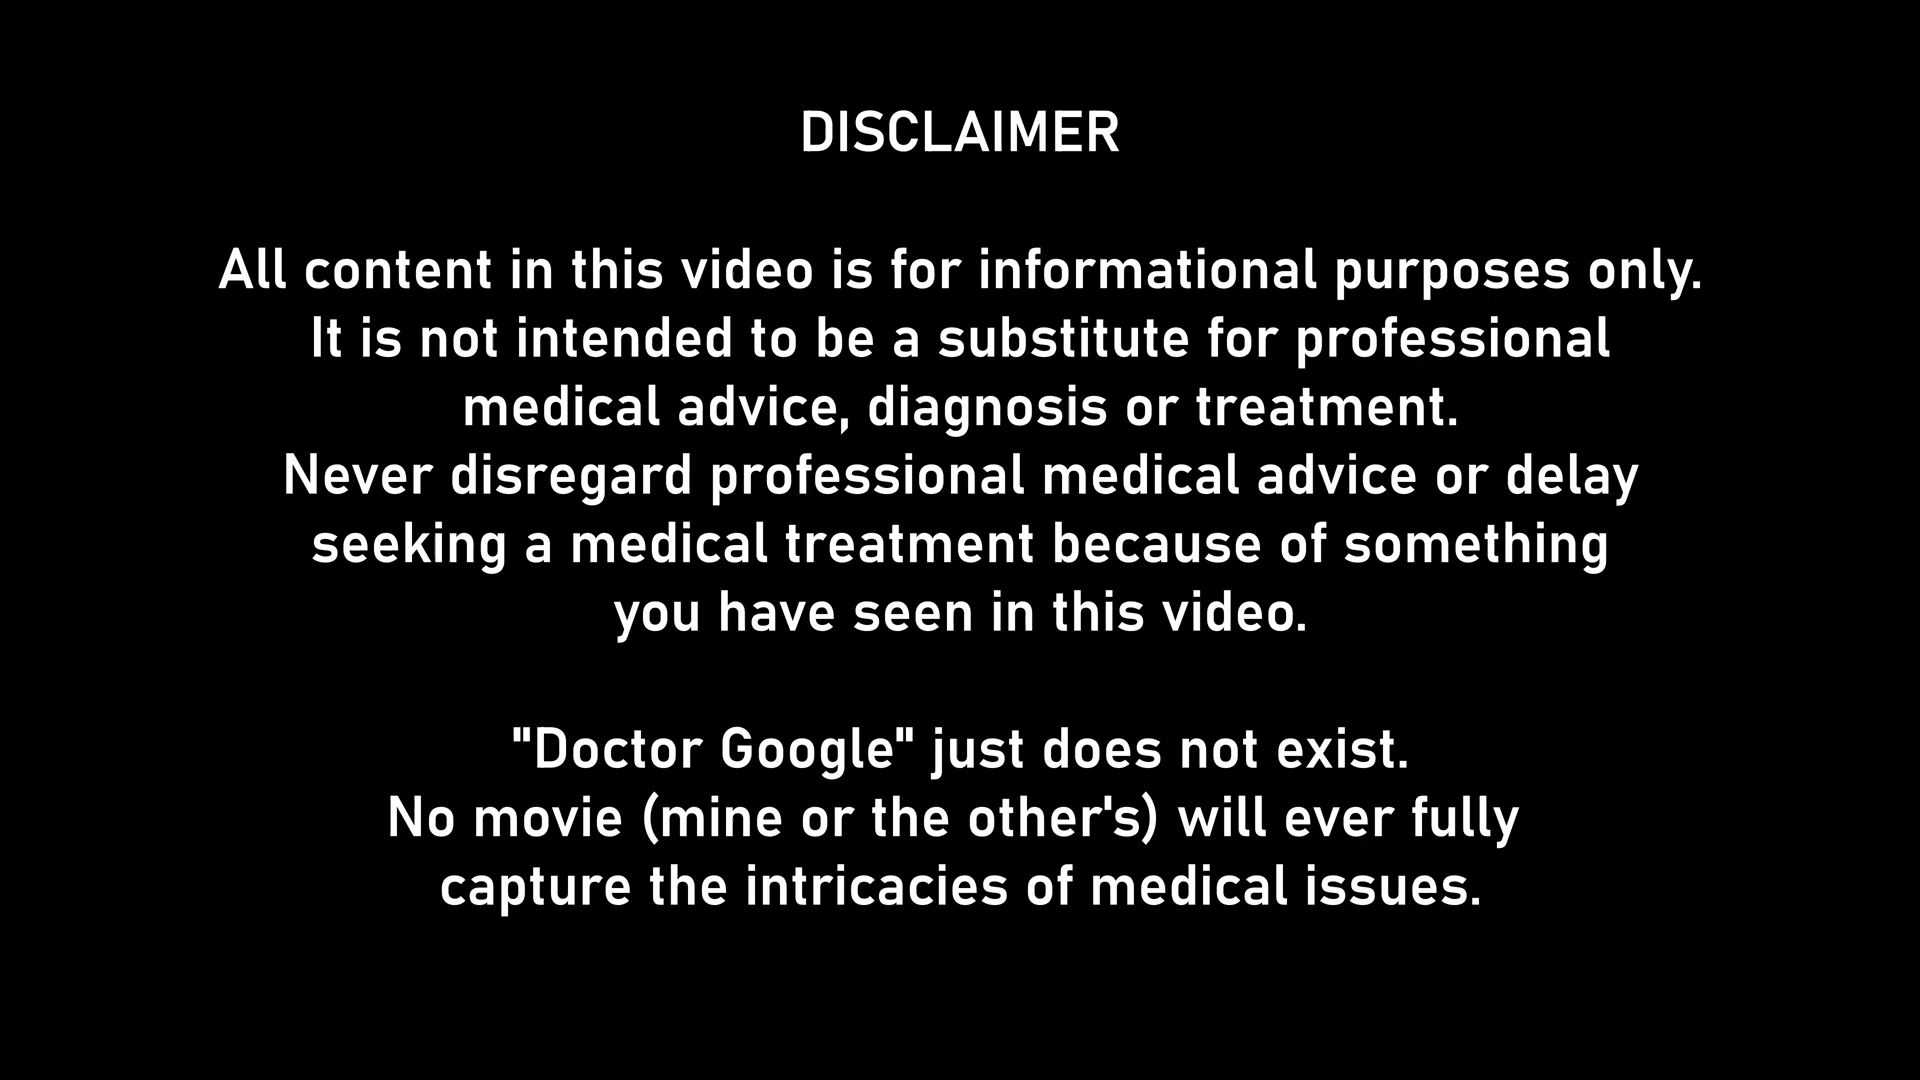 DISCLAIMER
All content in this video is for informational purposes only.
It is not intended to be a substitute for professional
medical advice, diagnosis or treatment.
Never disregard professional medical advice or delay
seeking a medical treatment because of something
you have seen in this video.
"Doctor Google" just does not exist.
No movie (mine or the other's) will ever fully
capture the intricacies of medical issues.